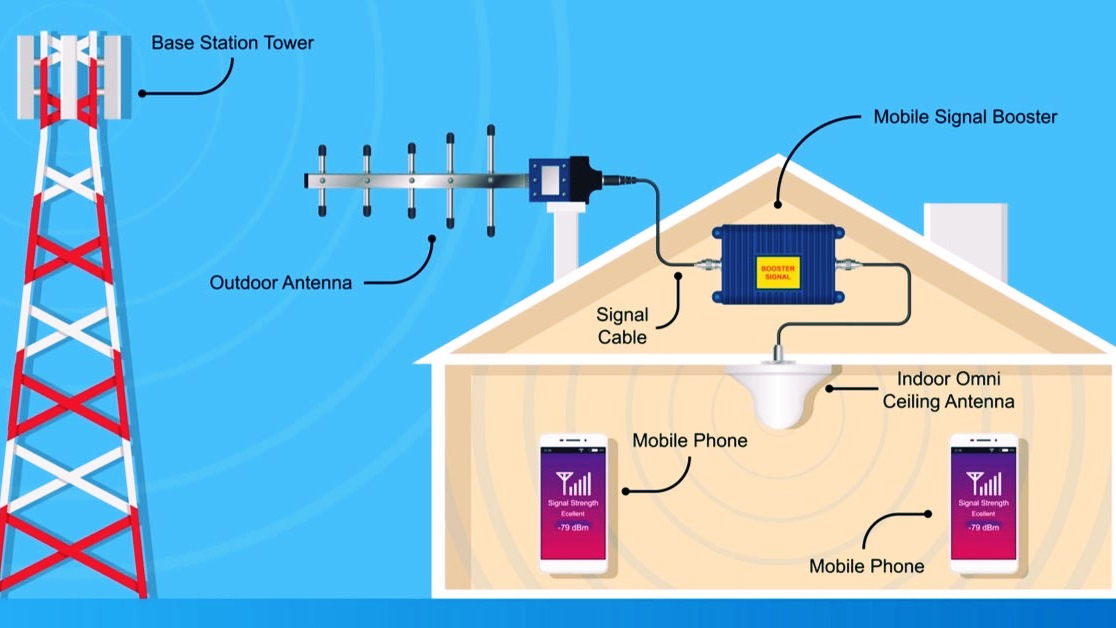 Base Station Tower
Mobile Signal Booster
Outdoor Antenna
BOOSTER
SIGNAL
Signal
Cable
Indoor Omni
Ceiling Antenna
Mobile Phone
Signal Strength
Ecellent
-79 dBm
Signal Strength
Ecellent
-79 dBm
Mobile Phone